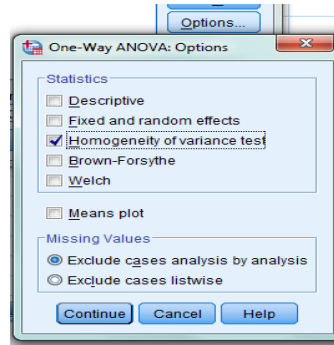 Options...
One-Way ANOVA: Options
Statistics
Descriptive
Fixed and random effects
Homogeneity of variance test
Brown-Forsythe
Welch
Means plot
Missing Values
Exclude cases analysis by analysis
Exclude cases listwise
Continue Cancel Help